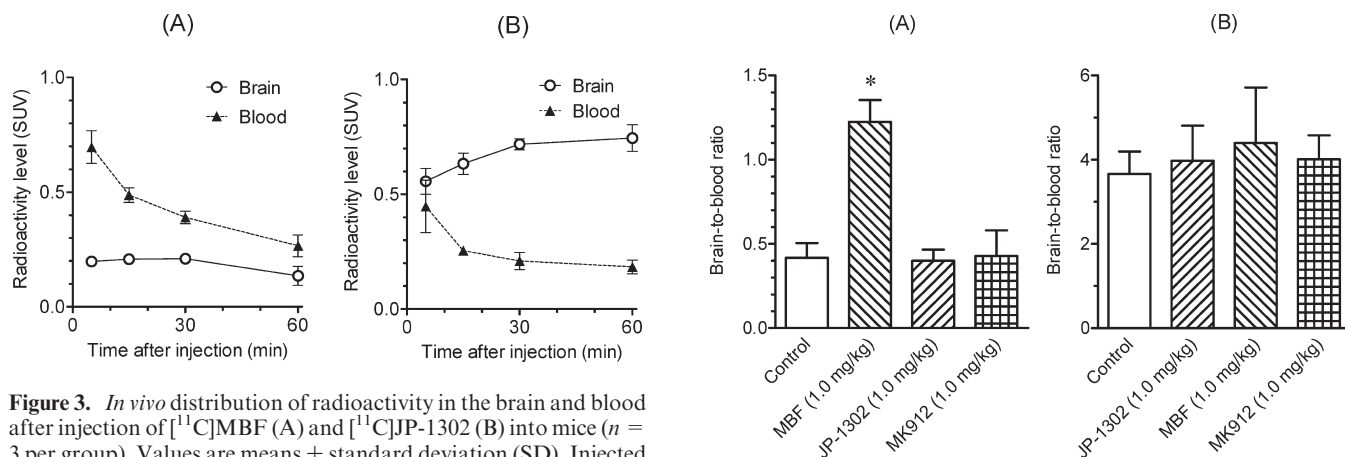 (A)
1.0
0.5
0.0
Radioactivity level (SUV)
Brain
Blood
0 30 60
Time after injection (min)
(B)
1.0
0.5
0.0
Radioactivity level (SUV)
Brain
Blood
0 30 60
Time after injection (min)
Figure 3. In vivo distribution of radioactivity in the brain and blood
after injection of [¹¹C]MBF (A) and [¹¹C]JP-1302 (B) into mice (n =
3 per group). Values are means ± standard deviation (SD). Injected
(A)
1.5
1.0
0.5
0.0
Brain-to-blood ratio
*
Control
MBF (1.0 mg/kg)
JP-1302 (1.0 mg/kg)
MK912 (1.0 mg/kg)
(B)
6
4
2
0
Brain-to-blood ratio
Control
JP-1302 (1.0 mg/kg)
MBF (1.0 mg/kg)
MK912 (1.0 mg/kg)